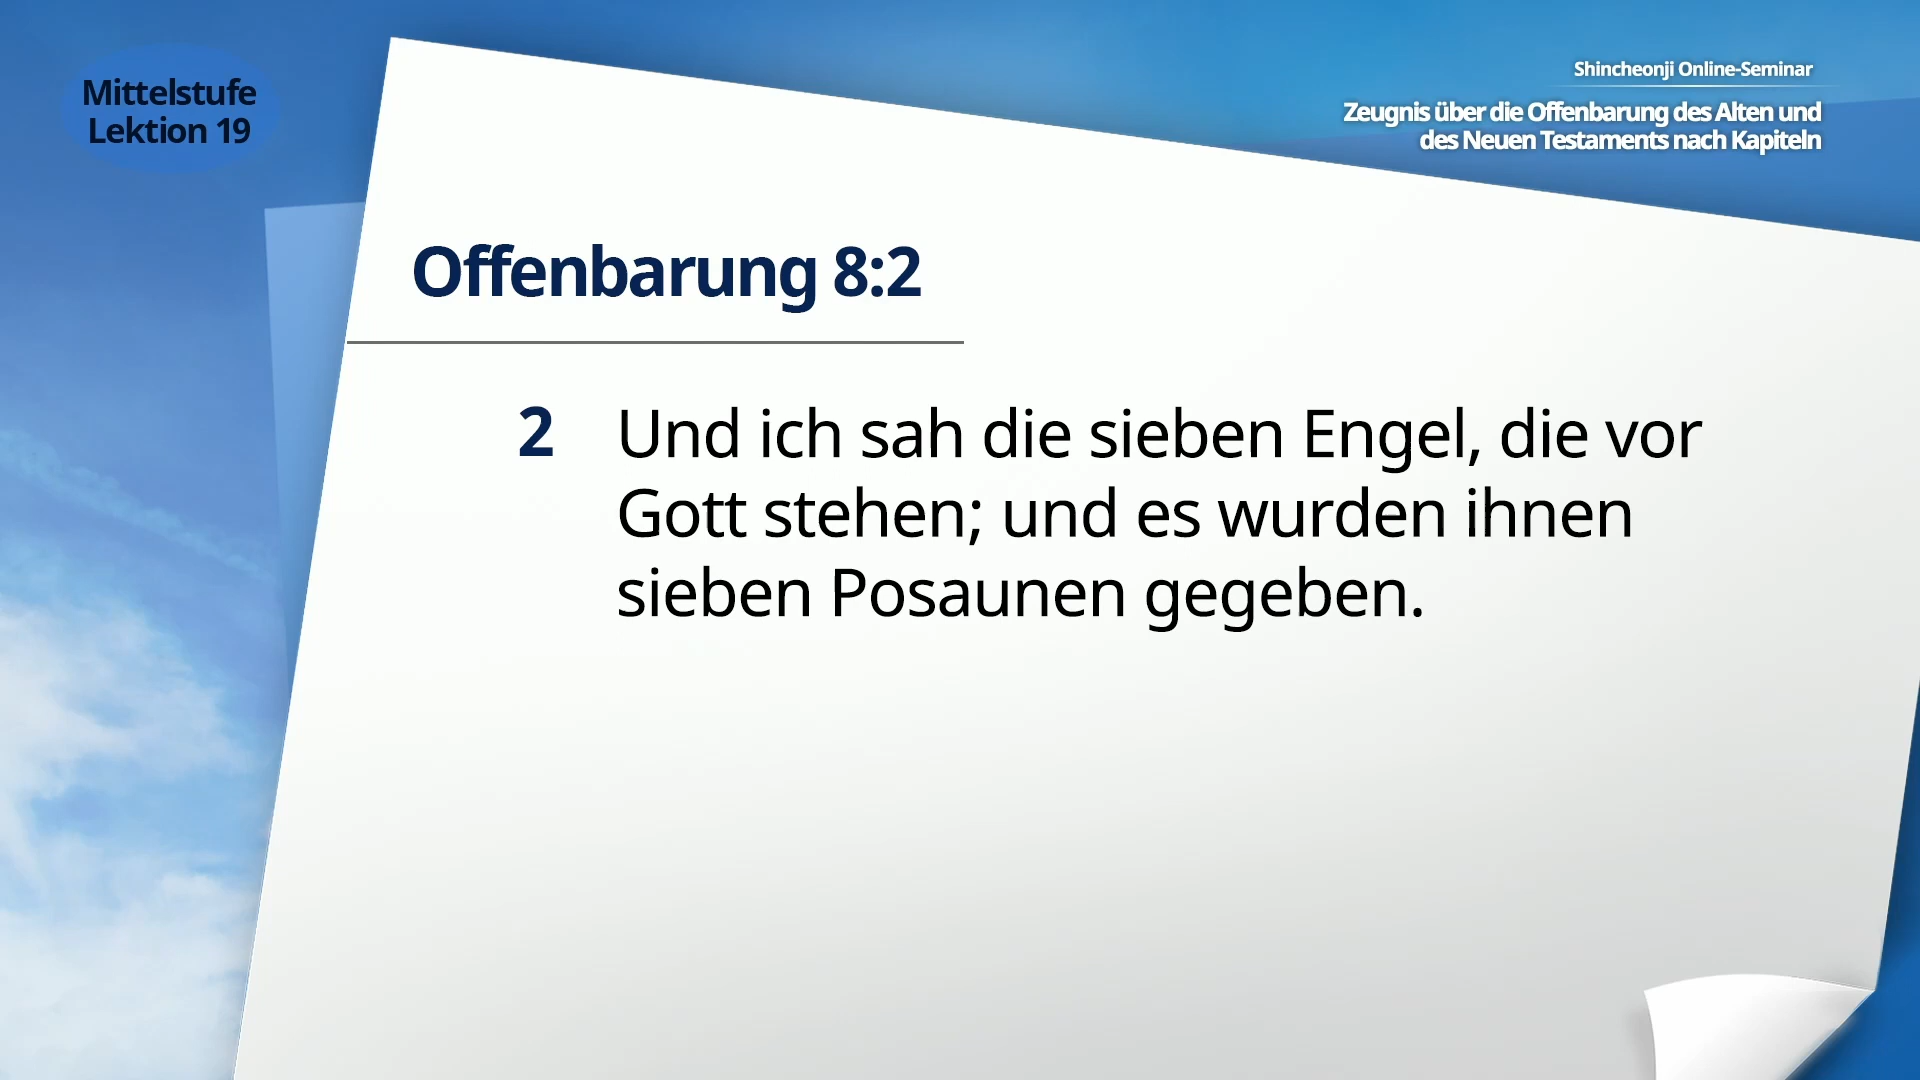 Mittelstufe
Lektion 19
Shincheonji Online-Seminar
Zeugnis über die Offenbarung des Alten und
des Neuen Testaments nach Kapiteln
Offenbarung 8:2
2 Und ich sah die sieben Engel, die vor
Gott stehen; und es wurden ihnen
sieben Posaunen gegeben.